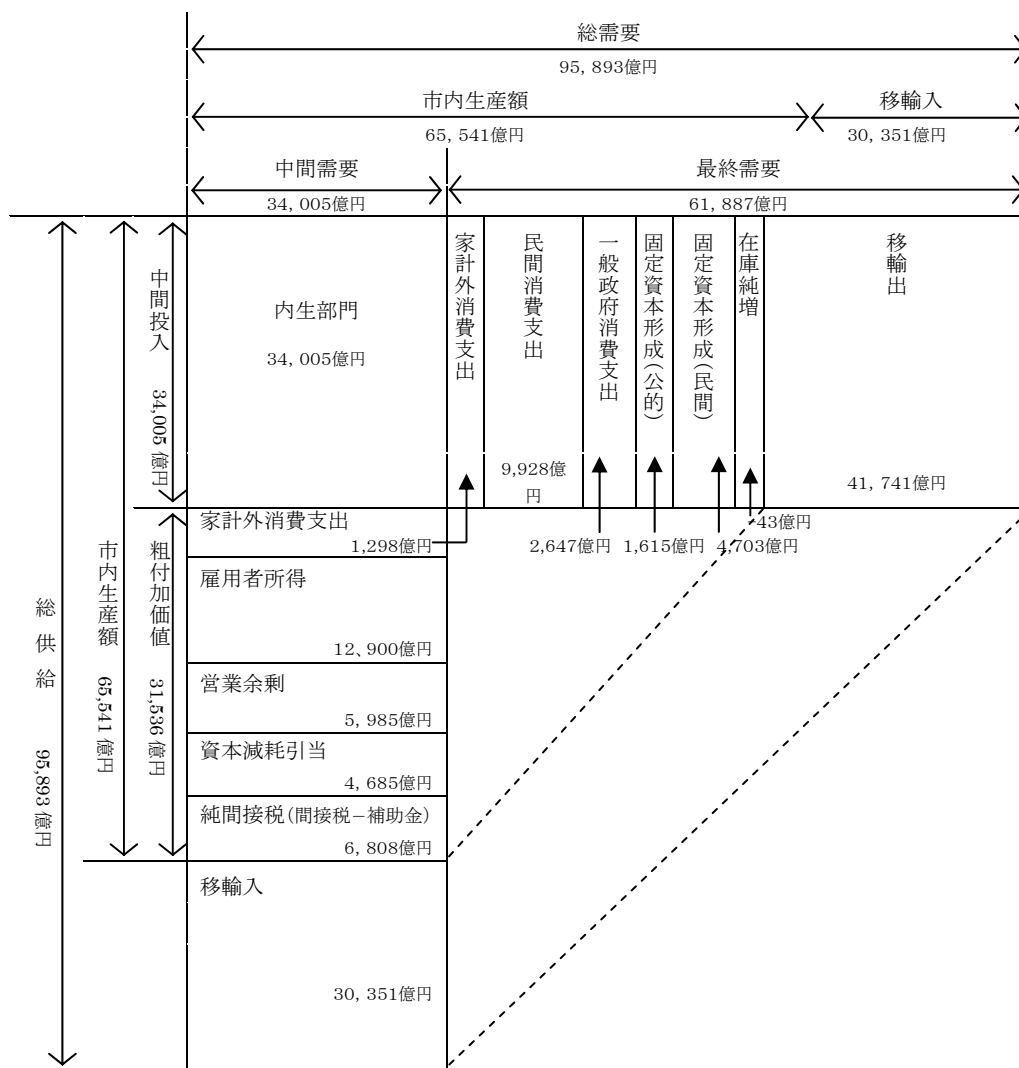 総需要
95,893億円
市内生産額
移輸入
65,541億円
30,351億円
中間需要
最終需要
34,005億円
61,887億円
総供給
95,893億円
市内生産額
65,541億円
中間投入
34,005億円
粗付加価値
31,536億円
内生部門
34,005億円
家計外消費支出
民間消費支出
9,928億
円
一般政府消費支出
固定資本形成(公的)
固定資本形成(民間)
在庫純増
移輸出
41,741億円
家計外消費支出
1,298億円
2,647億円
1,615億円
4,703億円
-43億円
雇用者所得
12、900億円
営業余剰
5,985億円
資本減耗引当
4,685億円
純間接税(間接税−補助金)
6,808億円
移輸入
30,351億円